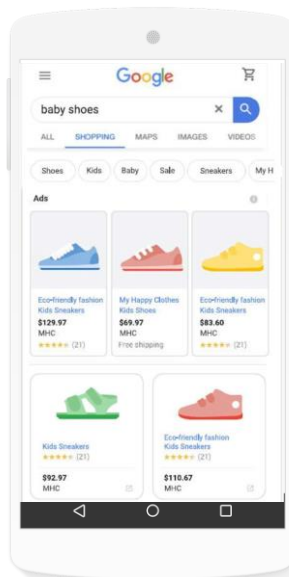 Google
baby shoes
ALL SHOPPING MAPS IMAGES VIDEOS
Shoes Kids Baby Sale Sneakers My H
Ads
Eco-friendly fashion
Kids Sneakers
$129.97
MHC
(21)
My Happy Clothes
Kids Shoes
$69.97
MHC
Free shipping
Eco-friendly fashion
Kids Sneakers
$83.60
MHC
(21)
Kids Sneakers
(21)
$92.97
MHC
Eco-friendly fashion
Kids Sneakers
(21)
$110.67
MHC